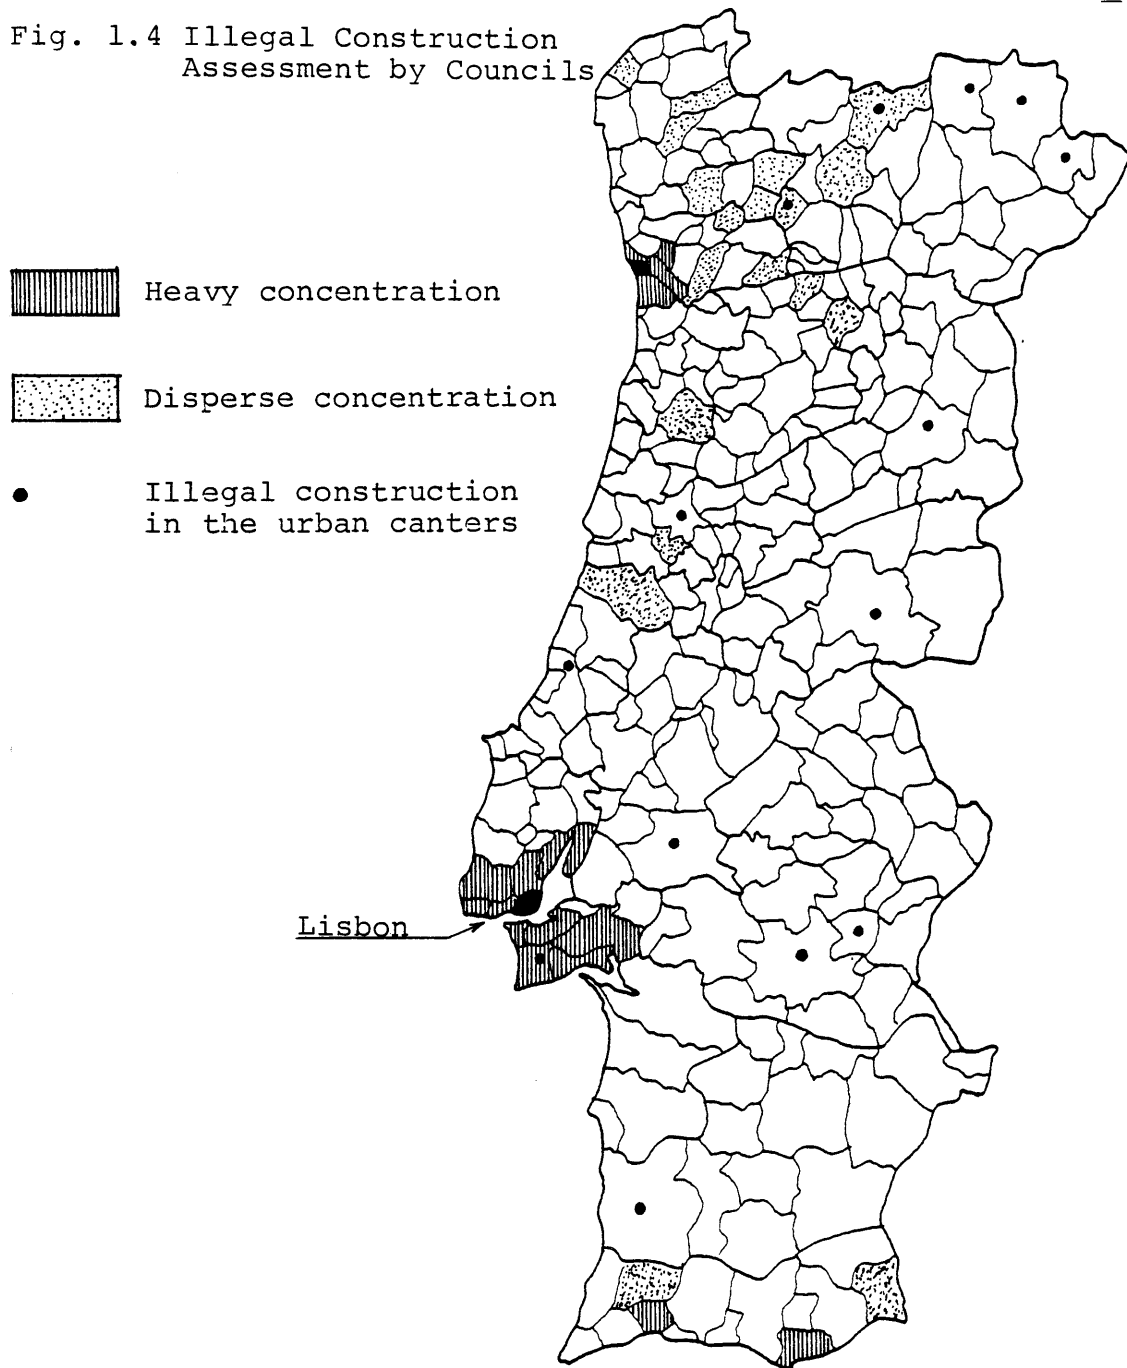 Fig. 1.4 Illegal Construction
Assessment by Councils
Heavy concentration
Disperse concentration
Illegal construction
in the urban canters
Lisbon